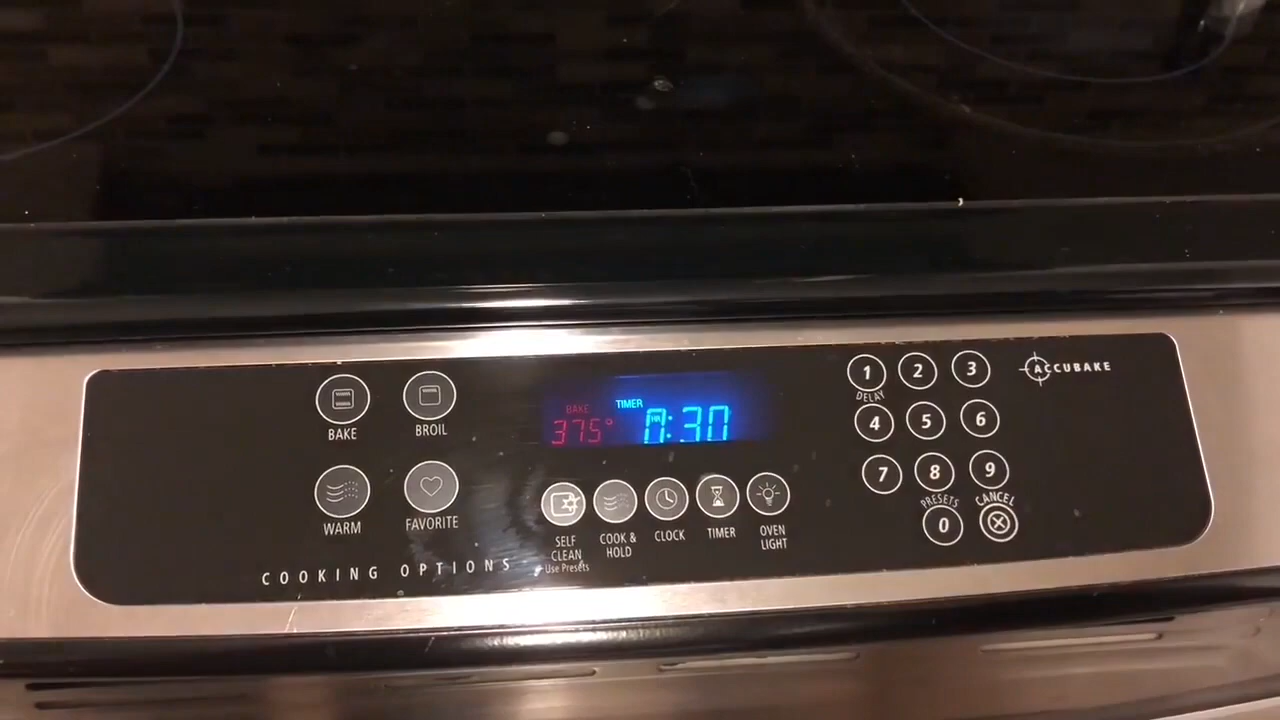 BAKE
BROIL
WARM
FAVORITE
COOKING OPTIONS
BAKE
375°
TIMER
HR
0:30
SELF
CLEAN
Use Presets
COOK &
HOLD
CLOCK
TIMER
OVEN
LIGHT
1 2 3
DELAY
4 5 6
7 8 9
PRESETS CANCEL
0
ACCUBAKE